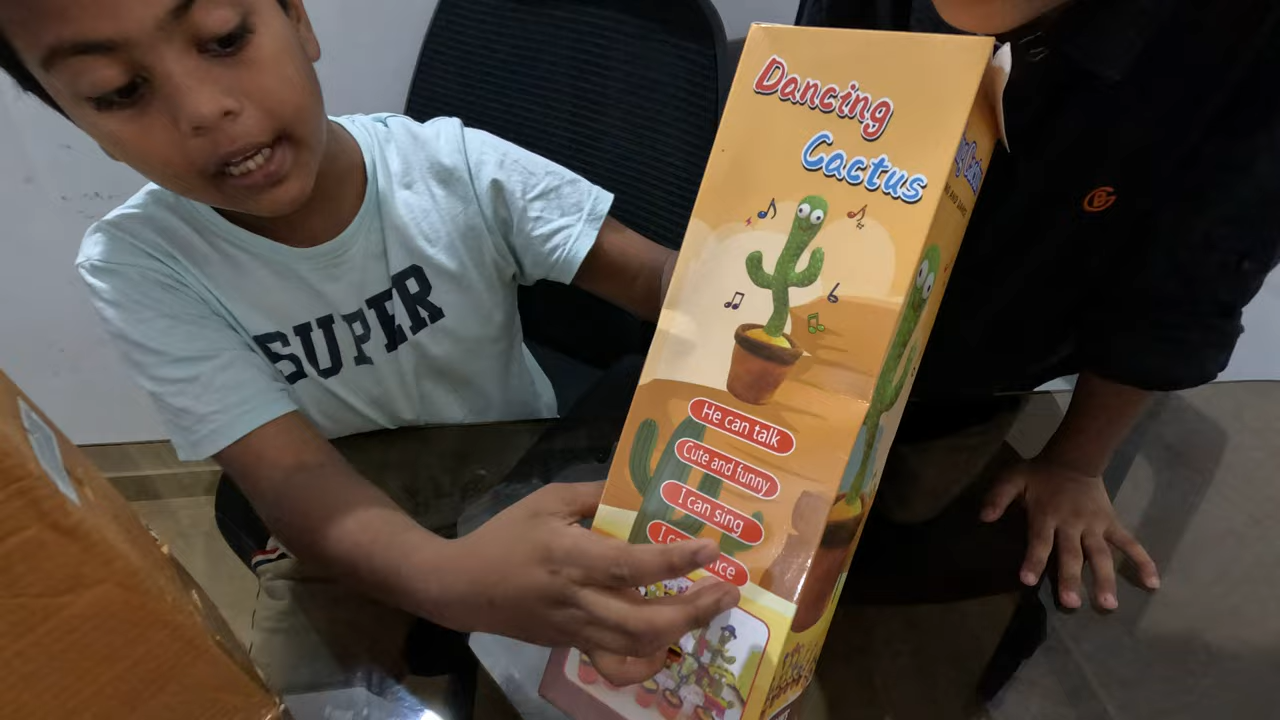 Dancing
Cactus
He can talk
Cute and funny
I can sing
SUPER